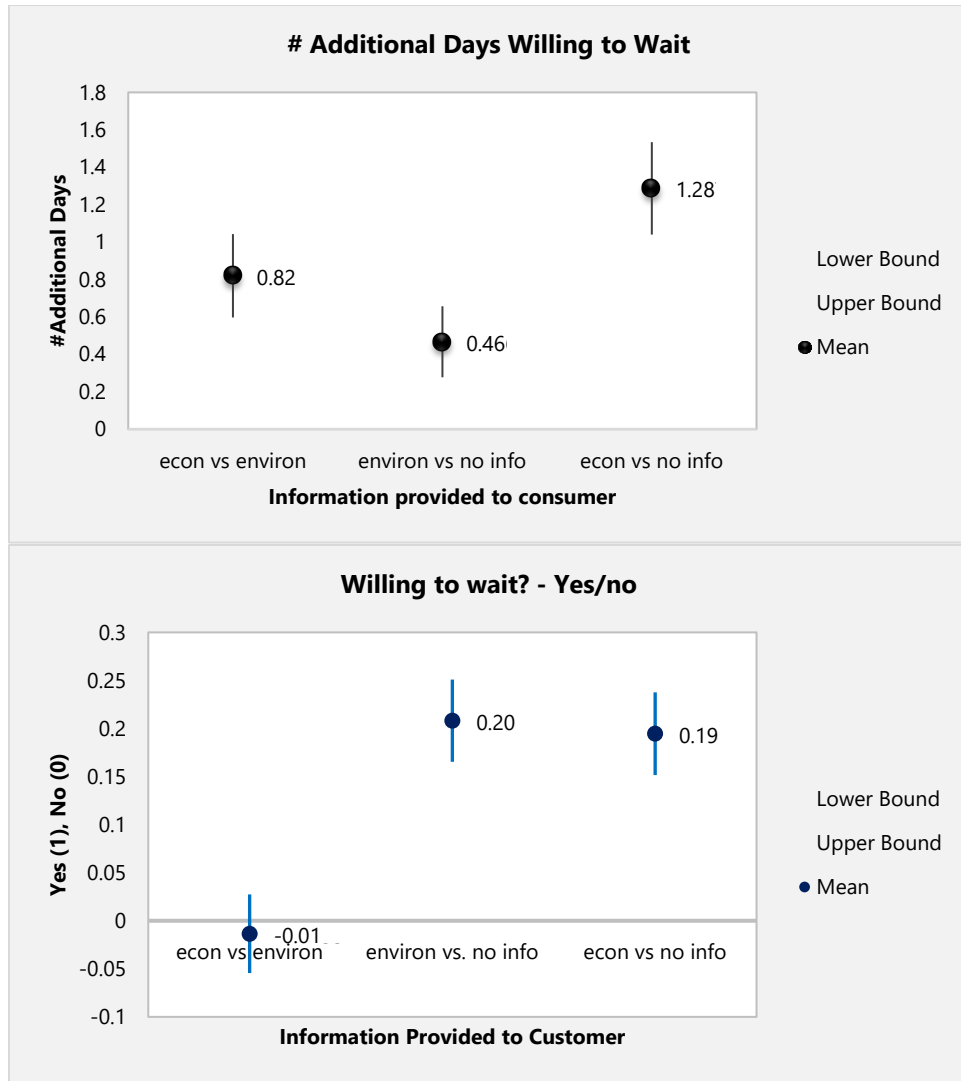 # Additional Days Willing to Wait
1.8
1.6
1.4
1.2
1
0.8
0.6
0.4
0.2
0
#Additional Days
0.82
0.46
1.28
econ vs environ
environ vs no info
econ vs no info
Information provided to consumer
Lower Bound
Upper Bound
Mean
Willing to wait? - Yes/no
0.3
0.25
0.2
0.15
0.1
0.05
0
-0.05
-0.1
Yes (1), No (0)
-0.01
0.20
0.19
econ vs environ
environ vs. no info
econ vs no info
Information Provided to Customer
Lower Bound
Upper Bound
Mean